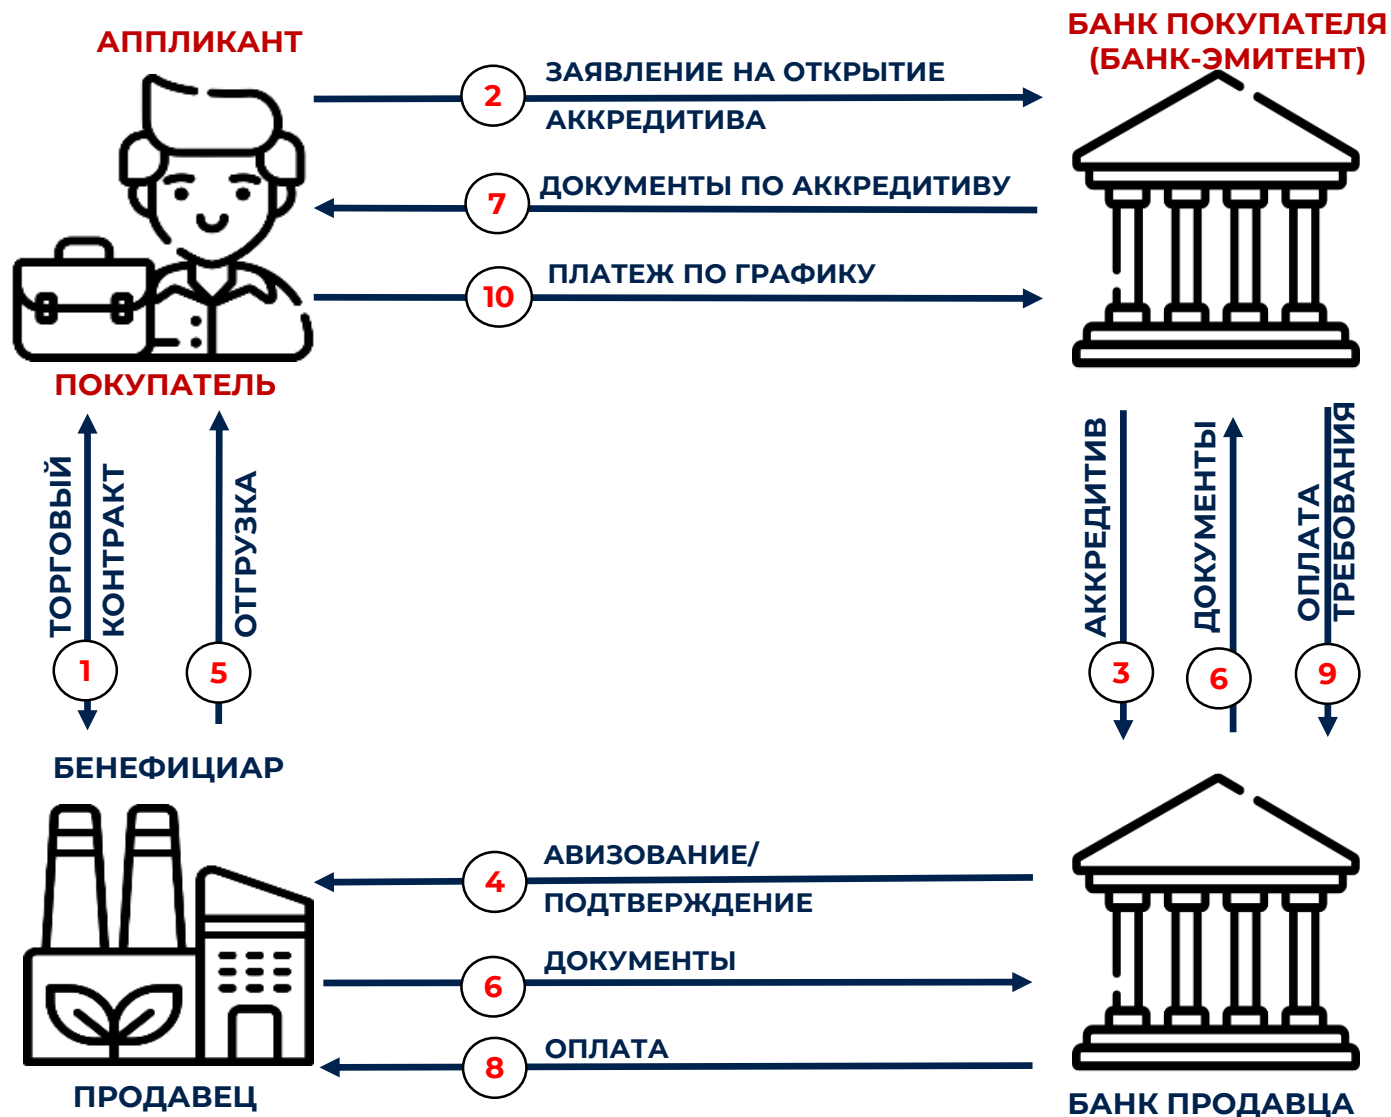 АППЛИКАНТ
БАНК ПОКУПАТЕЛЯ
(БАНК-ЭМИТЕНТ)
2
ЗАЯВЛЕНИЕ НА ОТКРЫТИЕ
АККРЕДИТИВА
7
ДОКУМЕНТЫ ПО АККРЕДИТИВУ
10
ПЛАТЕЖ ПО ГРАФИКУ
ПОКУПАТЕЛЬ
ТОРГОВЫЙ
КОНТРАКТ
1
ОТГРУЗКА
5
АККРЕДИТИВ
3
ДОКУМЕНТЫ
6
ОПЛАТА
ТРЕБОВАНИЯ
9
БЕНЕФИЦИАР
4
АВИЗОВАНИЕ/
ПОДТВЕРЖДЕНИЕ
6
ДОКУМЕНТЫ
8
ОПЛАТА
ПРОДАВЕЦ
БАНК ПРОДАВЦА